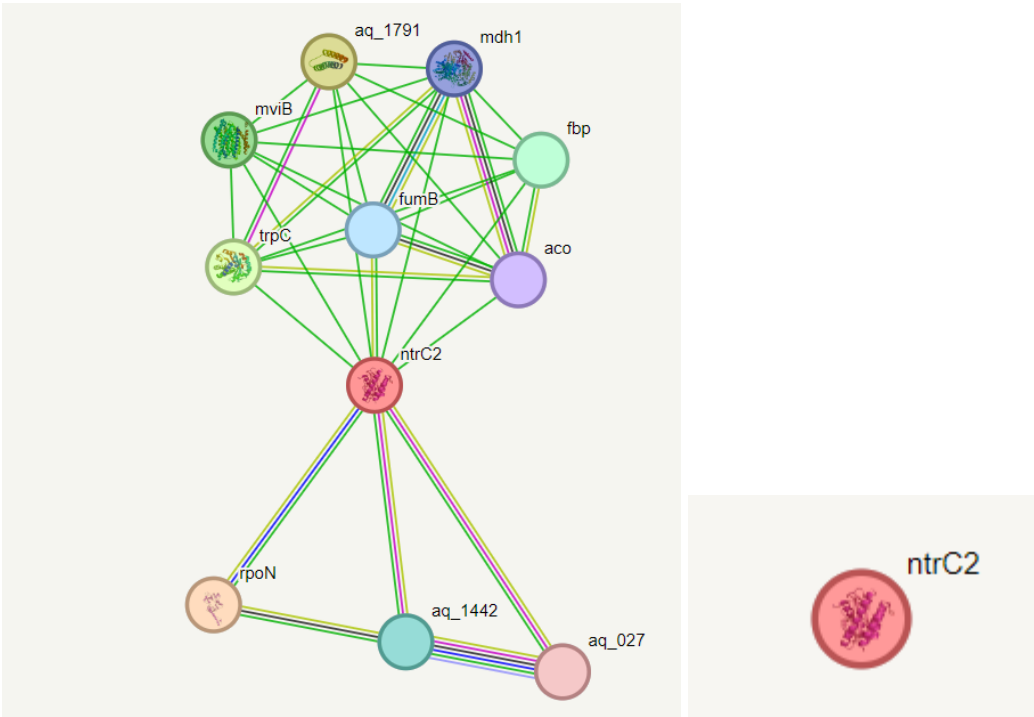 aq_1791
mdh1
mviB
fbp
fumB
trpC
aco
ntrC2
rpoN
aq_1442
aq_027
ntrC2